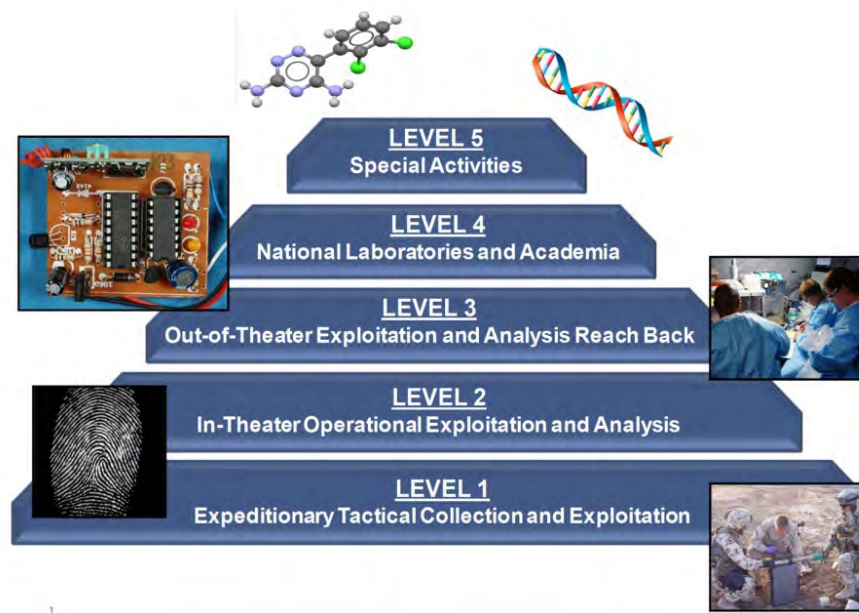 LEVEL 5
Special Activities
LEVEL 4
National Laboratories and Academia
LEVEL 3
Out-of-Theater Exploitation and Analysis Reach Back
LEVEL 2
In-Theater Operational Exploitation and Analysis
LEVEL 1
Expeditionary Tactical Collection and Exploitation
1